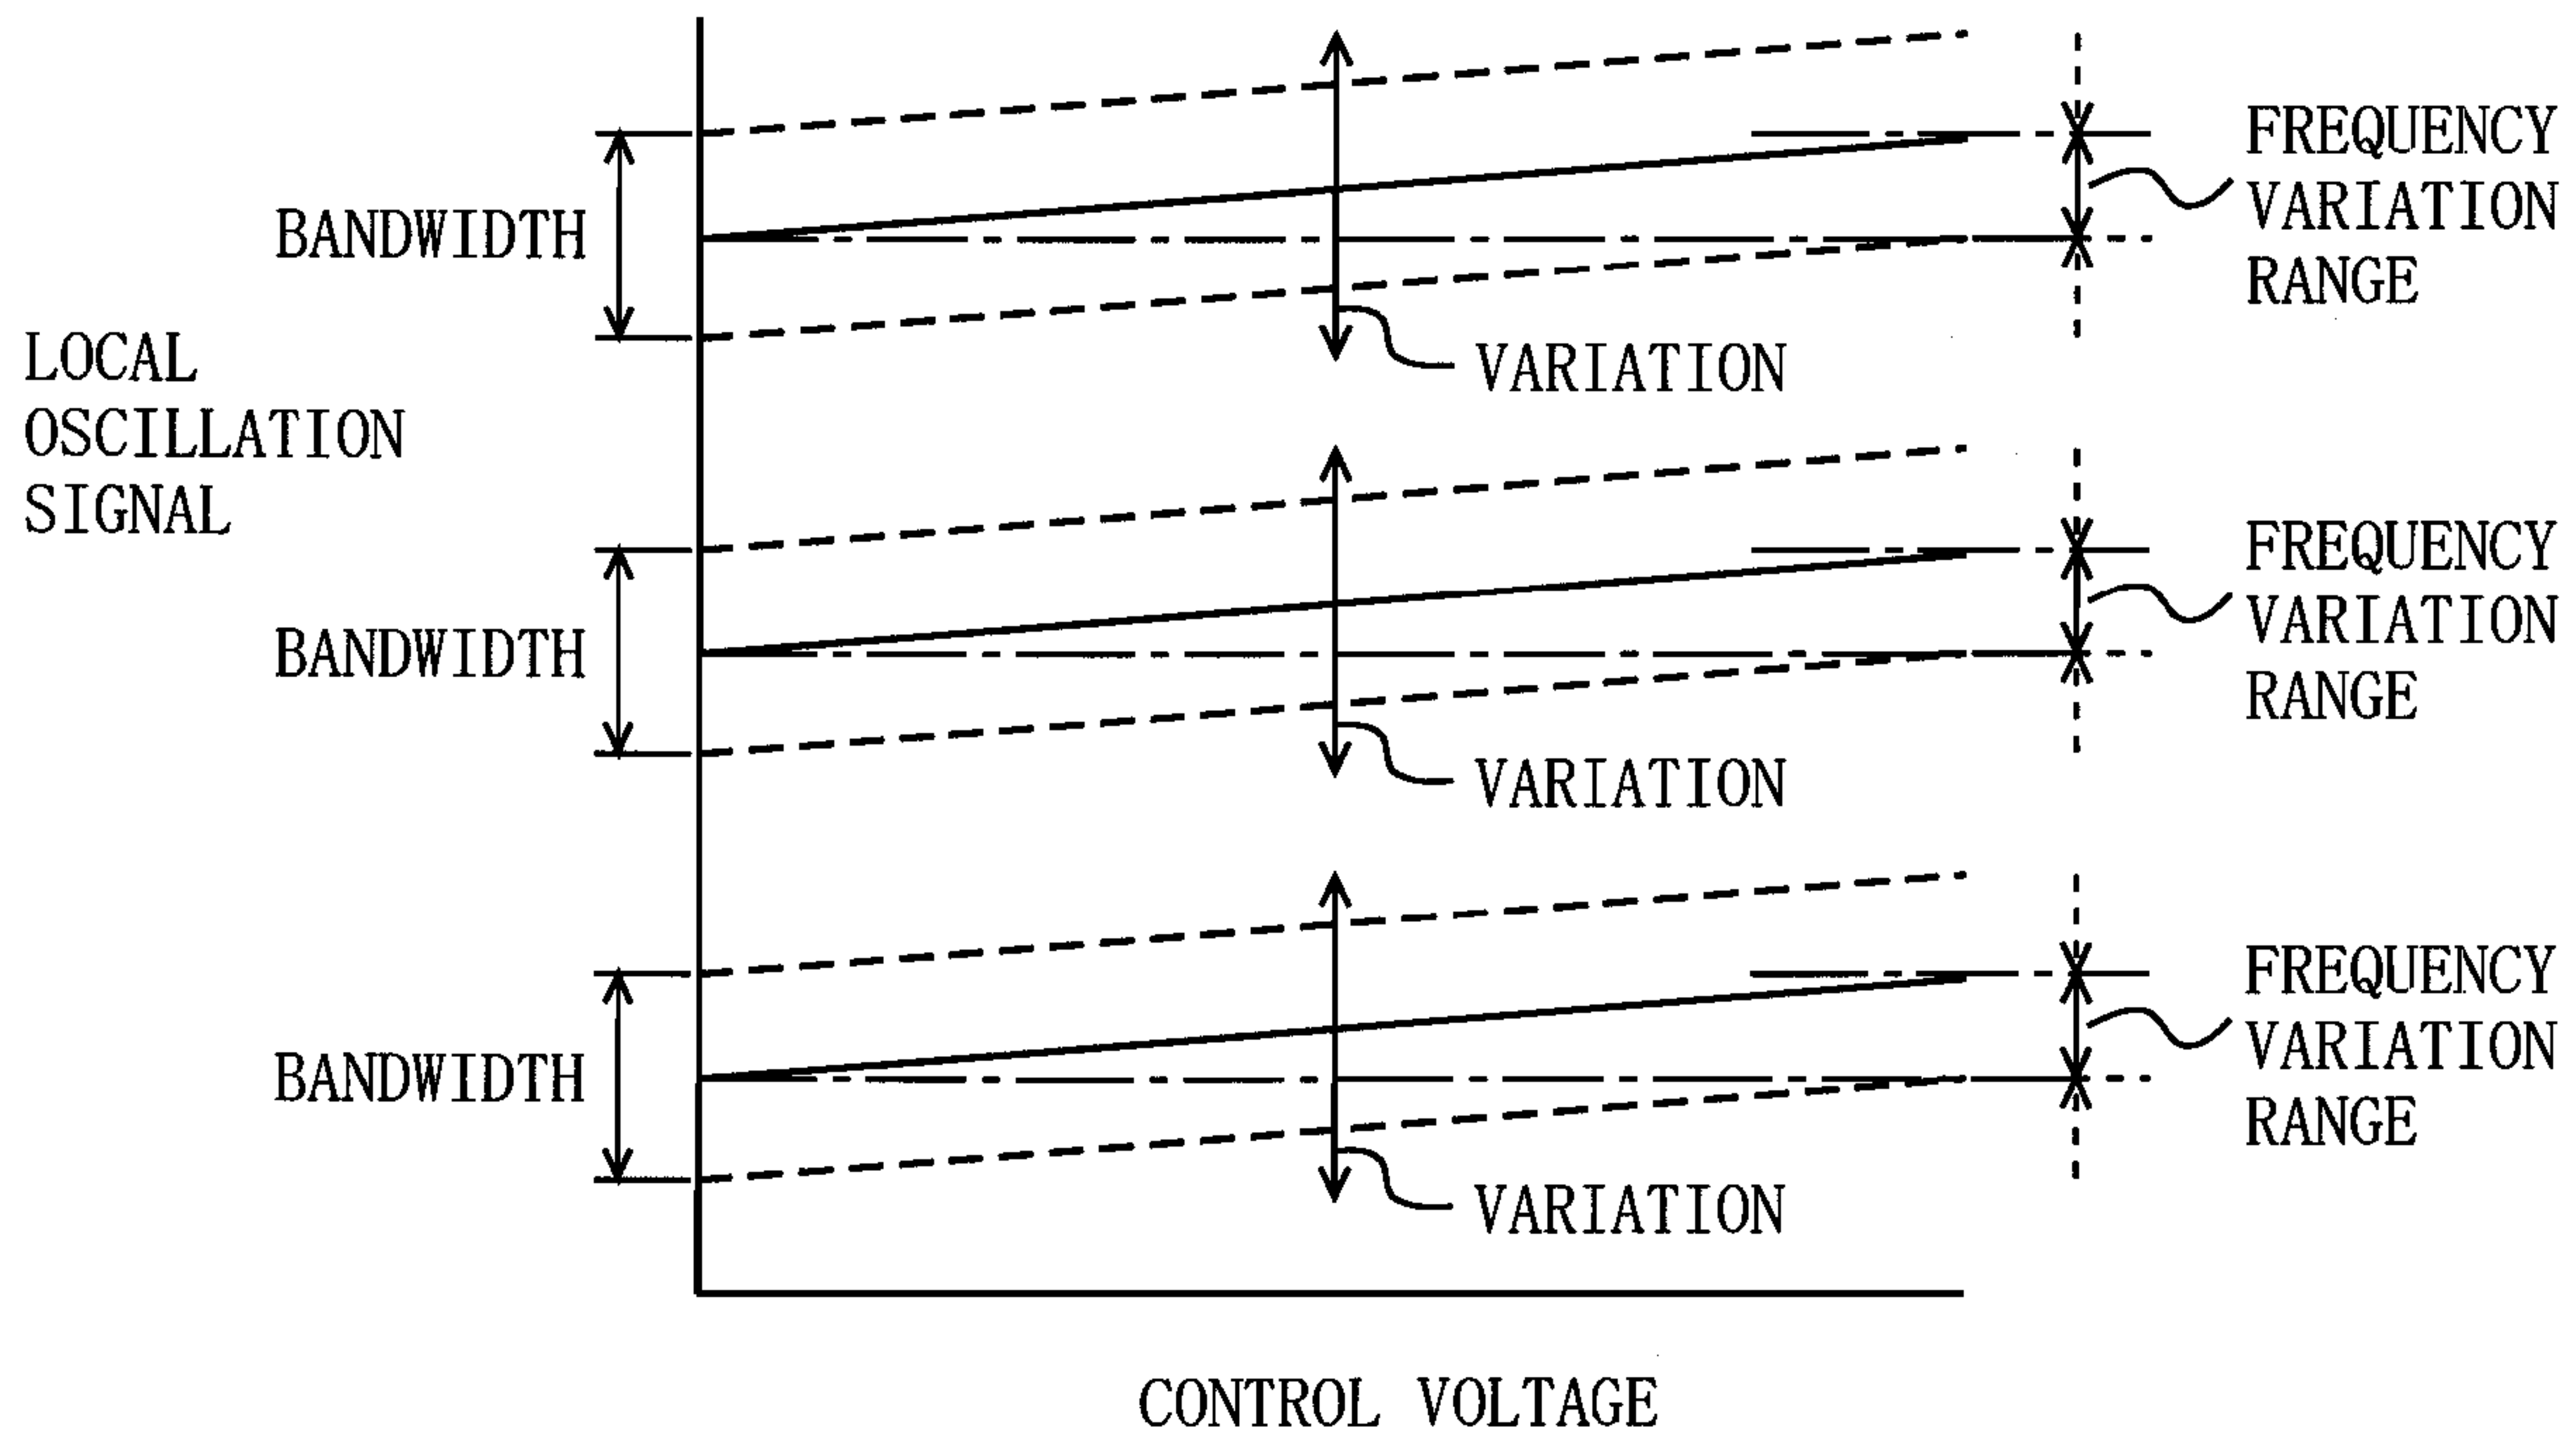 FREQUENCY
VARIATION
RANGE
BANDWIDTH
VARIATION
LOCAL
OSCILLATION
SIGNAL
FREQUENCY
VARIATION
RANGE
BANDWIDTH
VARIATION
FREQUENCY
VARIATION
RANGE
BANDWIDTH
VARIATION
CONTROL VOLTAGE